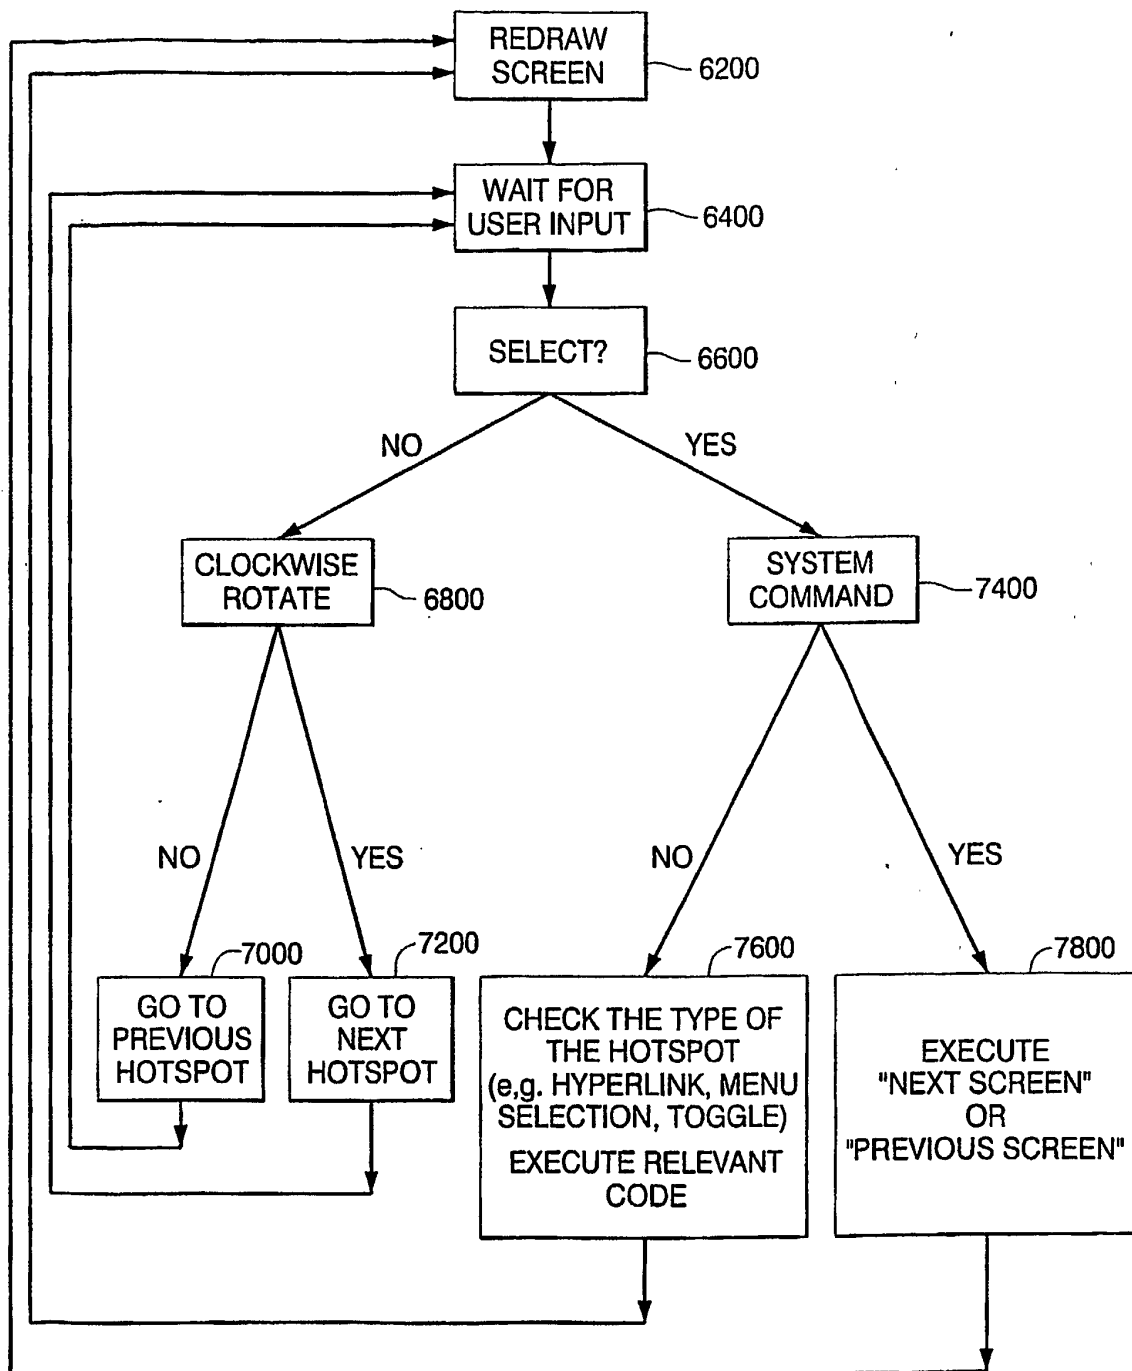 REDRAW
SCREEN
6200
WAIT FOR
USER INPUT
6400
SELECT?
6600
NO
YES
CLOCKWISE
ROTATE
6800
SYSTEM
COMMAND
7400
NO
YES
NO
YES
7000
7200
7600
7800
GO TO
PREVIOUS
HOTSPOT
GO TO
NEXT
HOTSPOT
CHECK THE TYPE OF
THE HOTSPOT
(e,g. HYPERLINK, MENU
SELECTION, TOGGLE)
EXECUTE RELEVANT
CODE
EXECUTE
"NEXT SCREEN"
OR
"PREVIOUS SCREEN"